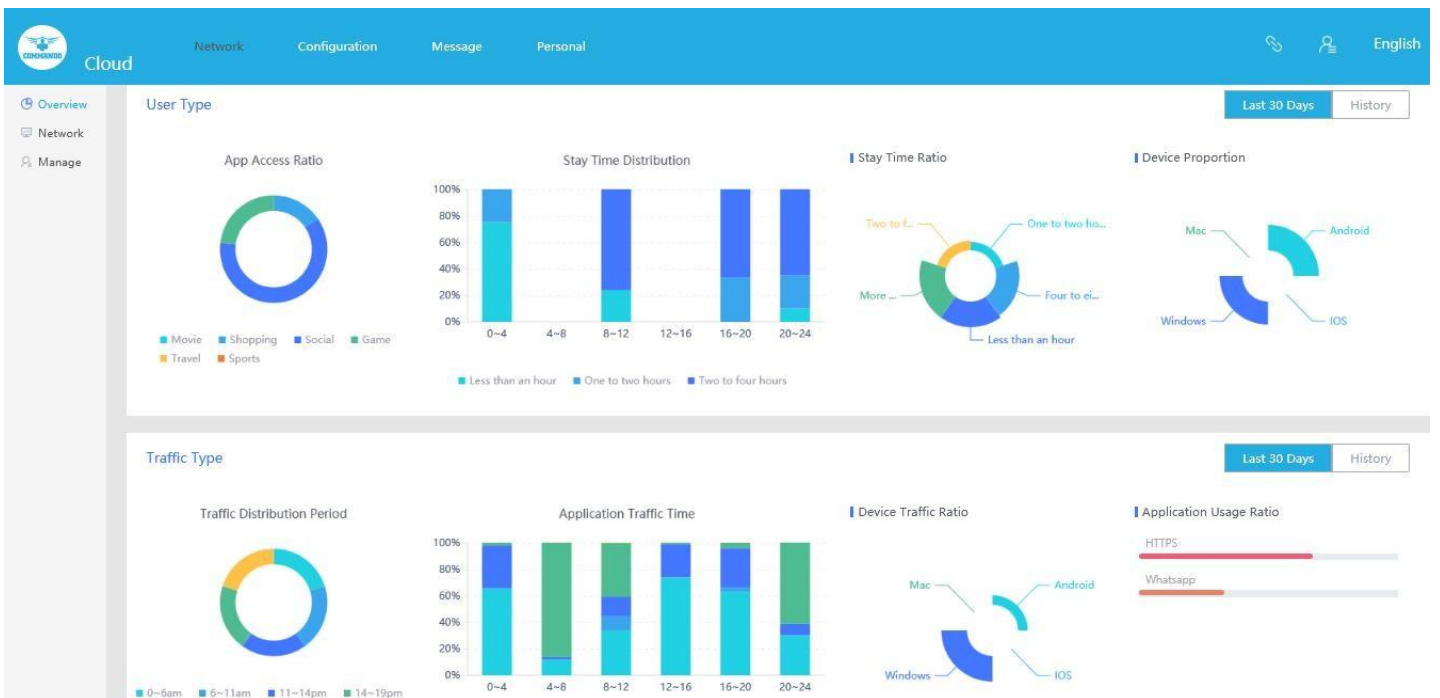 COMMANDO
Cloud
Network Configuration Message Personal
English
Overview
Network
Manage
User Type
Last 30 Days History
App Access Ratio
Movie Shopping Social Game
Travel Sports
Stay Time Distribution
100%
80%
60%
40%
20%
0%
0~4 4~8 8~12 12~16 16~20 20~24
Less than an hour One to two hours Two to four hours
Stay Time Ratio
Two to f... One to two ho...
More ... Four to ei...
Less than an hour
Device Proportion
Mac Android
Windows IOS
Traffic Type
Last 30 Days History
Traffic Distribution Period
0~6am 6~11am 11~14pm 14~19pm
Application Traffic Time
100%
80%
60%
40%
20%
0%
0~4 4~8 8~12 12~16 16~20 20~24
Device Traffic Ratio
Mac Android
Windows IOS
Application Usage Ratio
HTTPS
Whatsapp